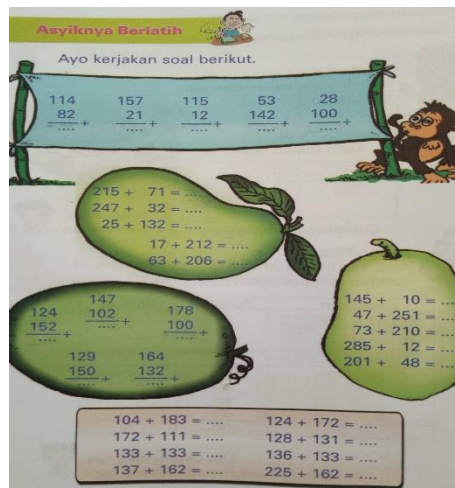 Asyiknya Berlatih
Ayo kerjakan soal berikut.
114 157 115 53 28
82 + 21 + 12 + 142 + 100 +
.... .... .... .... ....
215 + 71 = ....
247 + 32 = ....
25 + 132 = ....
17 + 212 = ....
63 + 206 = ....
145 + 10 = ...
47 + 251 = ...
73 + 210 = ...
285 + 12 = ...
201 + 48 = ...
124 147 178
152 + 102 + 100 +
.... .... ....
129 164
150 + 132 +
.... ....
104 + 183 = .... 124 + 172 = ....
172 + 111 = .... 128 + 131 = ....
133 + 133 = .... 136 + 133 = ....
137 + 162 = .... 225 + 162 = ....